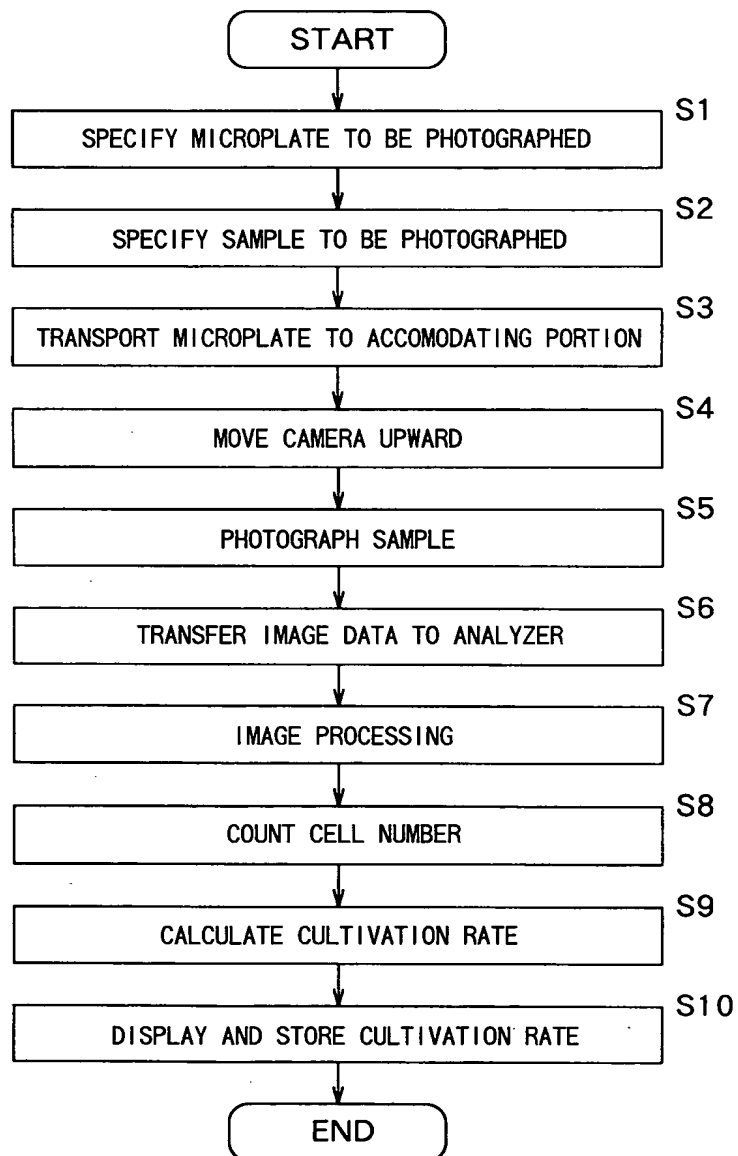 START
S1
SPECIFY MICROPLATE TO BE PHOTOGRAPHED
S2
SPECIFY SAMPLE TO BE PHOTOGRAPHED
S3
TRANSPORT MICROPLATE TO ACCOMODATING PORTION
S4
MOVE CAMERA UPWARD
S5
PHOTOGRAPH SAMPLE
S6
TRANSFER IMAGE DATA TO ANALYZER
S7
IMAGE PROCESSING
S8
COUNT CELL NUMBER
S9
CALCULATE CULTIVATION RATE
S10
DISPLAY AND STORE CULTIVATION RATE
END